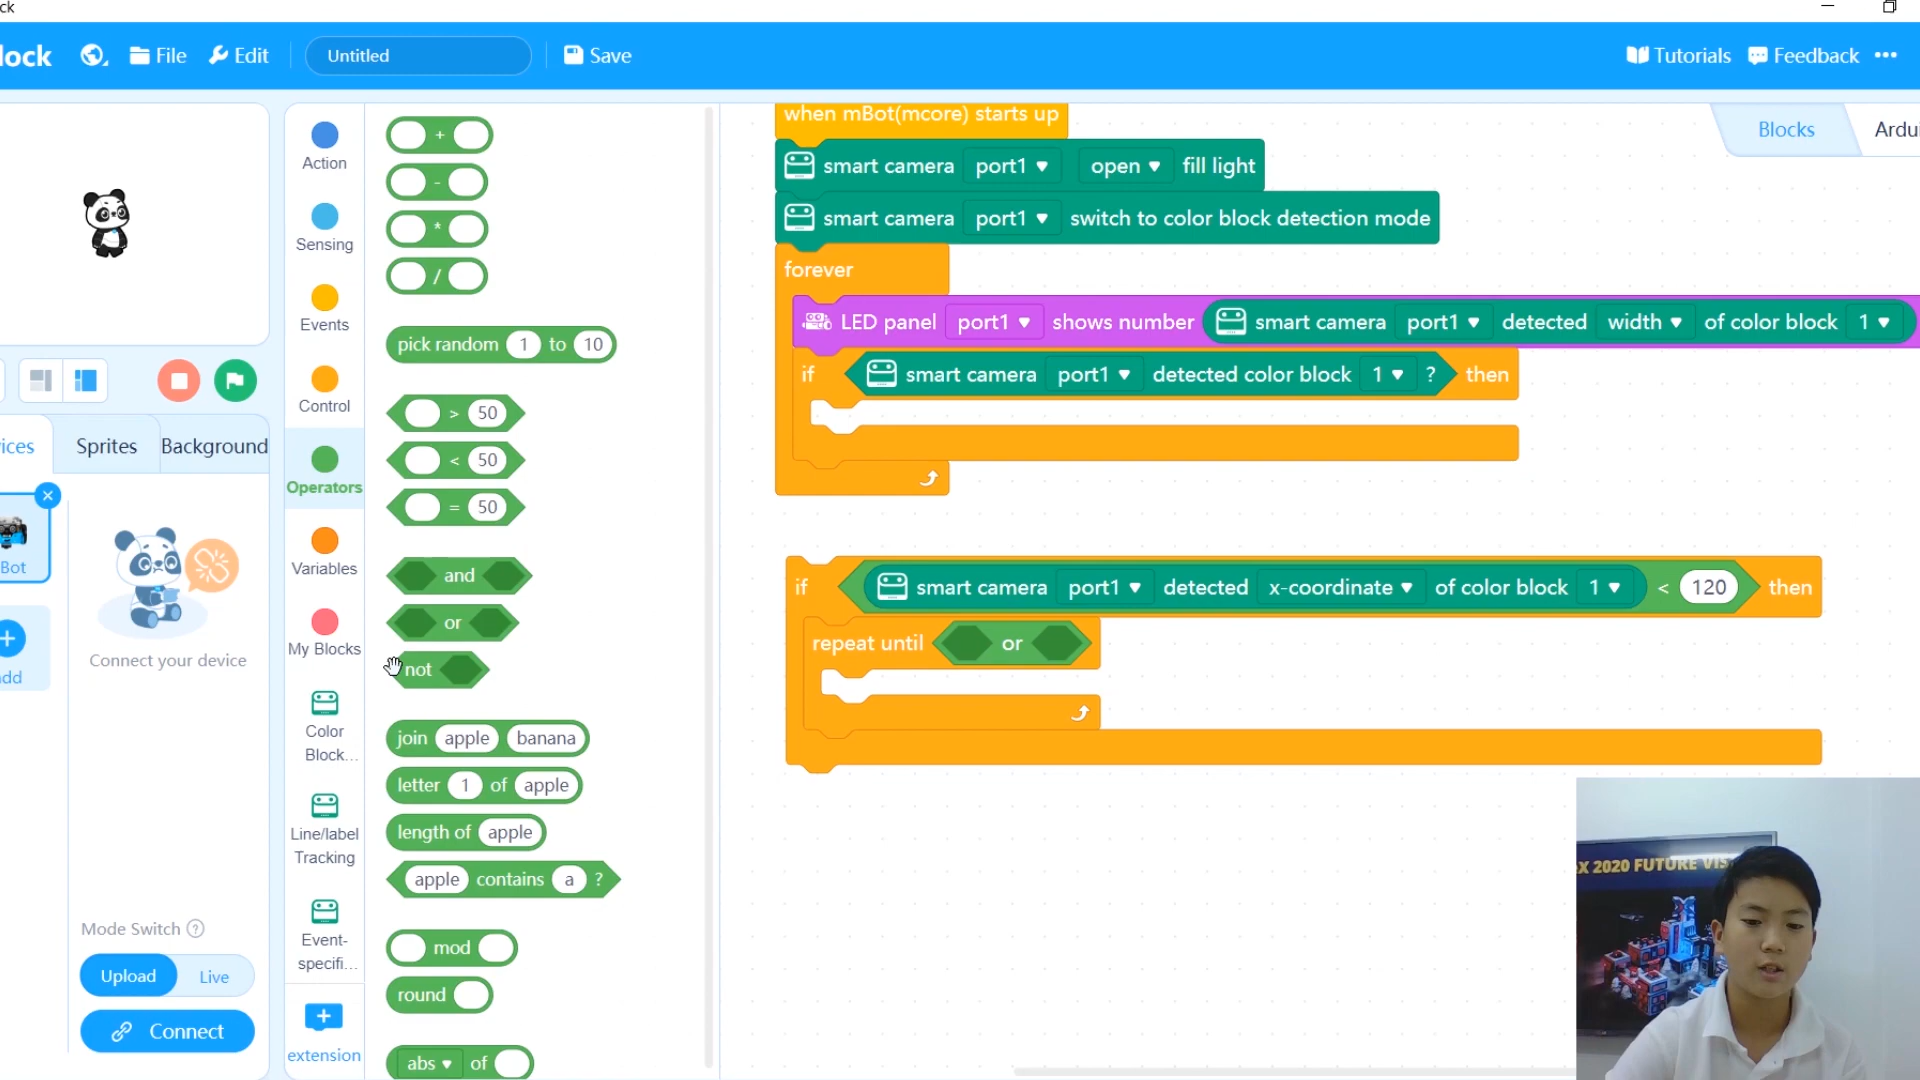 ck
lock
File
Edit
Untitled
Save
Tutorials
Feedback
Action
Sensing
Events
Control
Operators
Variables
My Blocks
Color
Block...
Line/label
Tracking
Event-
specifi...
extension
ices
Sprites
Background
Bot
dd
Connect your device
Mode Switch ?
Upload
Live
Connect
+
-
*
/
pick random 1 to 10
> 50
< 50
= 50
and
or
not
join apple banana
letter 1 of apple
length of apple
apple contains a ?
mod
round
abs of
when mBot(mcore) starts up
smart camera port1 open fill light
smart camera port1 switch to color block detection mode
forever
LED panel port1 shows number smart camera port1 detected width of color block 1
if smart camera port1 detected color block 1 ? then
if smart camera port1 detected x-coordinate of color block 1 < 120 then
repeat until or
Blocks
Ardui
X 2020 FUTURE VIS